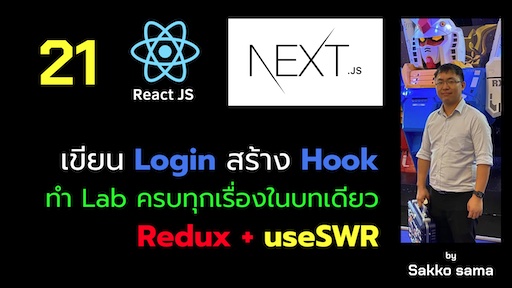 21
React JS
NEXT.JS
เขียน Login สร้าง Hook
ทำ Lab ครบทุกเรื่องในบทเดียว
Redux + useSWR
by
Sakko sama